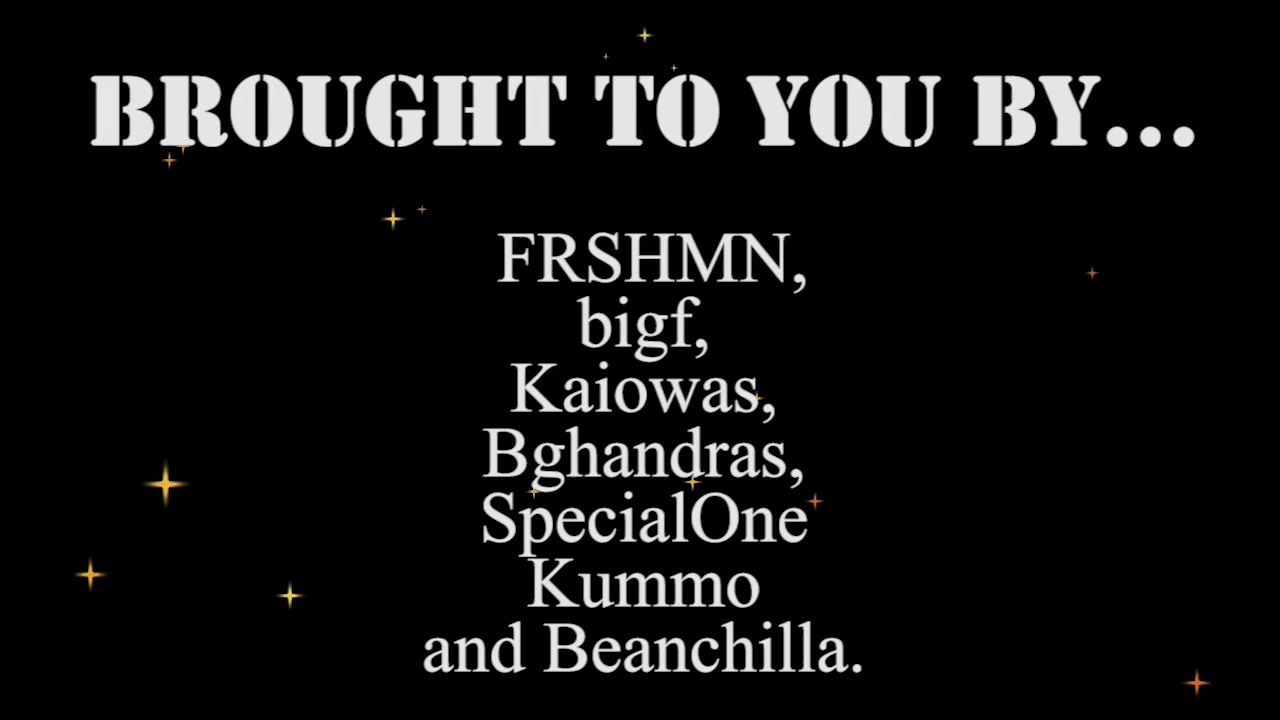 BROUGHT TO YOU BY...
FRSHMN,
bigf,
Kaiowas,
Bghandras,
SpecialOne
Kummo
and Beanchilla.